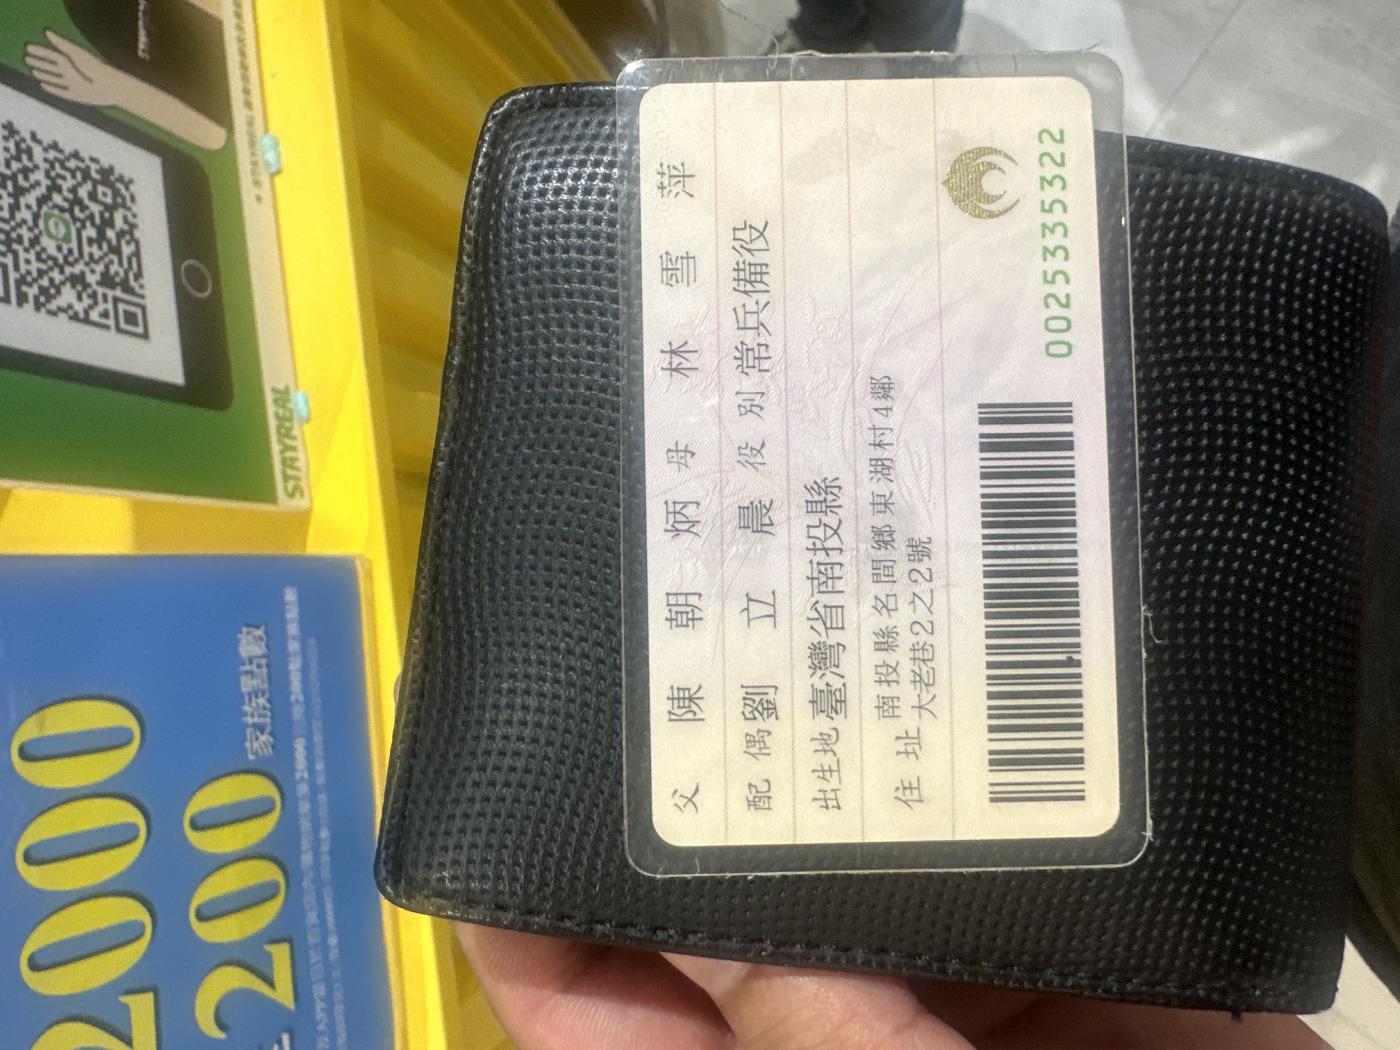 父 陳朝炳 母 林雪萍
配偶 劉立晨 役別 常兵備役
出生地 臺灣省南投縣
住址 南投縣名間鄉東湖村4鄰
大老巷2之2號
0025335322
STAYREAL
2000
200 家族點數